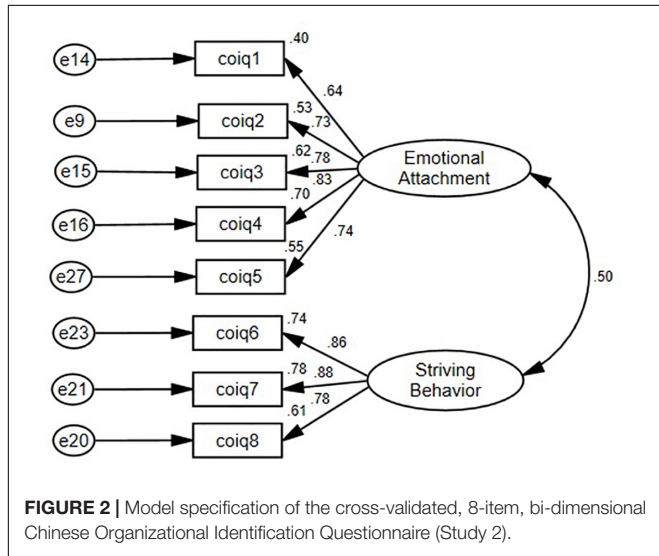 .40
e14 coiq1
.64
.53
e9 coiq2 .73
.62 .78
e15 coiq3 Emotional Attachment
.83
.70
e16 coiq4
.74
.55
e27 coiq5
.50
.74
e23 coiq6
.86
.78 .88
e21 coiq7 Striving Behavior
.78
.61
e20 coiq8
FIGURE 2 | Model specification of the cross-validated, 8-item, bi-dimensional
Chinese Organizational Identification Questionnaire (Study 2).